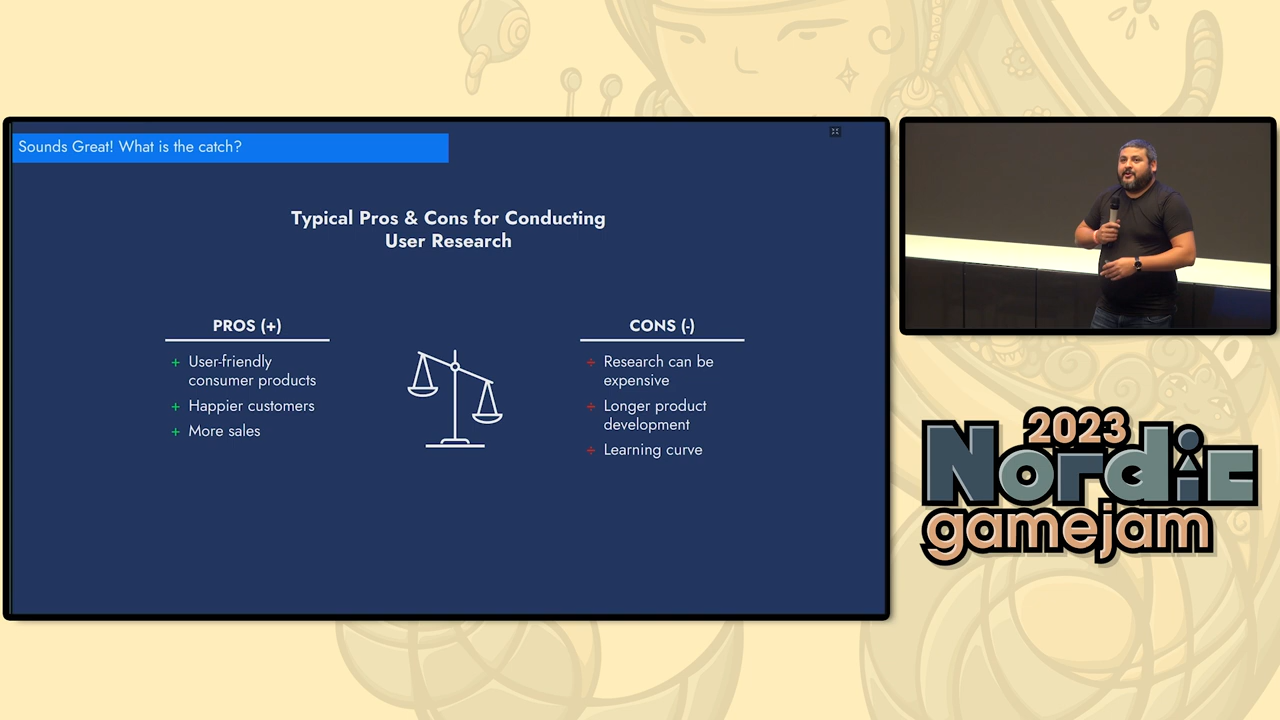 Sounds Great! What is the catch?
Typical Pros & Cons for Conducting
User Research
PROS (+)
+ User-friendly
consumer products
+ Happier customers
+ More sales
CONS (-)
÷ Research can be
expensive
÷ Longer product
development
÷ Learning curve
2023
Nordic
gamejam